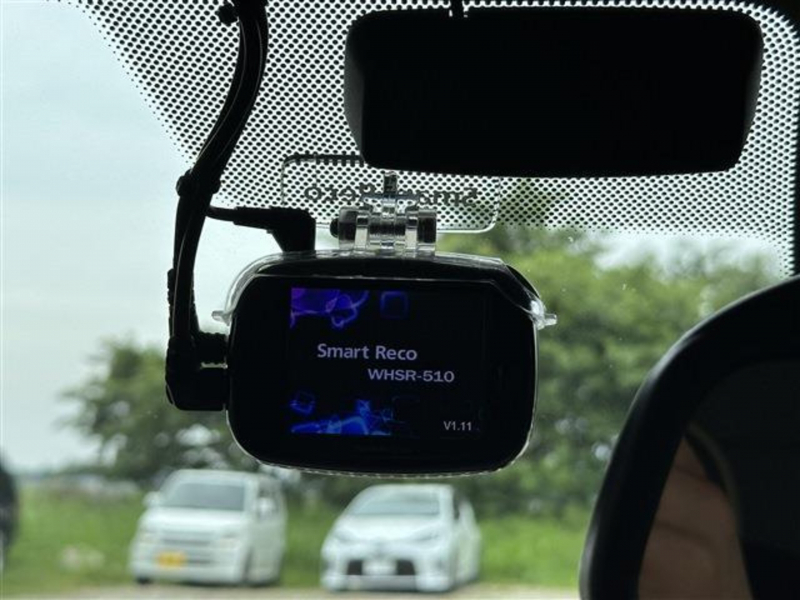 Smart Reco
WHSR-510
V1.11